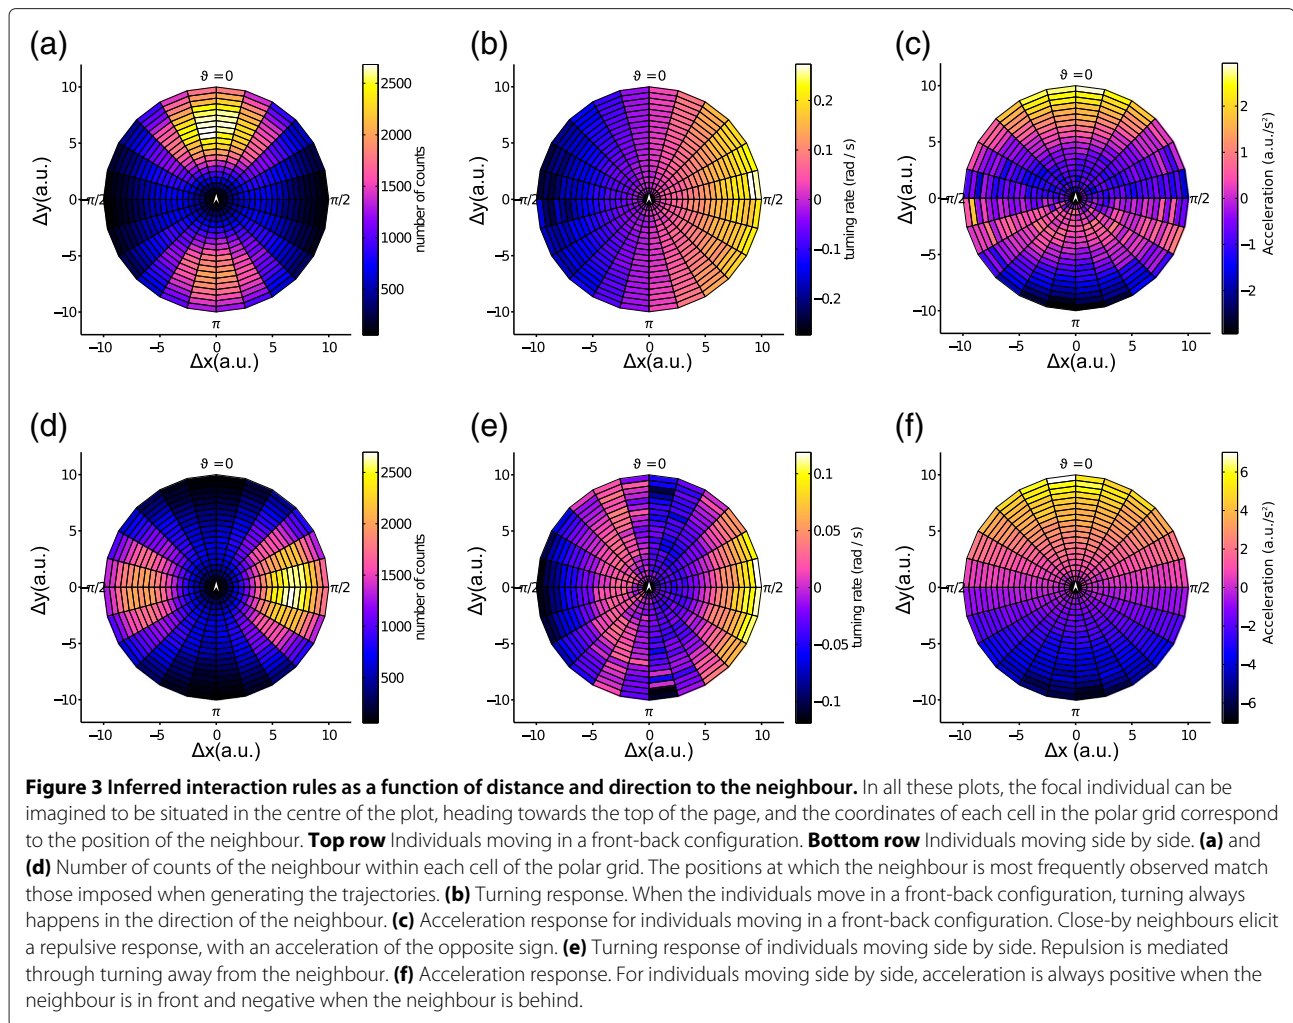 (a)
(b)
(c)
ϑ = 0
ϑ = 0
ϑ = 0
10
5
0
−5
−10
Δy(a.u.)
−π/2
π/2
π
−10 −5 0 5 10
Δx(a.u.)
2500
2000
1500
1000
500
number of counts
10
5
0
−5
−10
Δy(a.u.)
−π/2
π/2
π
−10 −5 0 5 10
Δx(a.u.)
0.2
0.1
0
−0.1
−0.2
turning rate (rad / s)
10
5
0
−5
−10
Δy(a.u.)
−π/2
π/2
π
−10 −5 0 5 10
Δx(a.u.)
2
1
0
−1
−2
Acceleration (a.u./s²)
(d)
(e)
(f)
ϑ = 0
ϑ = 0
ϑ = 0
10
5
0
−5
−10
Δy(a.u.)
−π/2
π/2
π
−10 −5 0 5 10
Δx(a.u.)
2500
2000
1500
1000
500
number of counts
10
5
0
−5
−10
Δy(a.u.)
−π/2
π/2
π
−10 −5 0 5 10
Δx(a.u.)
0.1
0.05
0
−0.05
−0.1
turning rate (rad / s)
10
5
0
−5
−10
Δy(a.u.)
−π/2
π/2
π
−10 −5 0 5 10
Δx (a.u.)
6
4
2
0
−2
−4
−6
Acceleration (a.u./s²)
Figure 3 Inferred interaction rules as a function of distance and direction to the neighbour. In all these plots, the focal individual can be
imagined to be situated in the centre of the plot, heading towards the top of the page, and the coordinates of each cell in the polar grid correspond
to the position of the neighbour. Top row Individuals moving in a front-back configuration. Bottom row Individuals moving side by side. (a) and
(d) Number of counts of the neighbour within each cell of the polar grid. The positions at which the neighbour is most frequently observed match
those imposed when generating the trajectories. (b) Turning response. When the individuals move in a front-back configuration, turning always
happens in the direction of the neighbour. (c) Acceleration response for individuals moving in a front-back configuration. Close-by neighbours elicit
a repulsive response, with an acceleration of the opposite sign. (e) Turning response of individuals moving side by side. Repulsion is mediated
through turning away from the neighbour. (f) Acceleration response. For individuals moving side by side, acceleration is always positive when the
neighbour is in front and negative when the neighbour is behind.